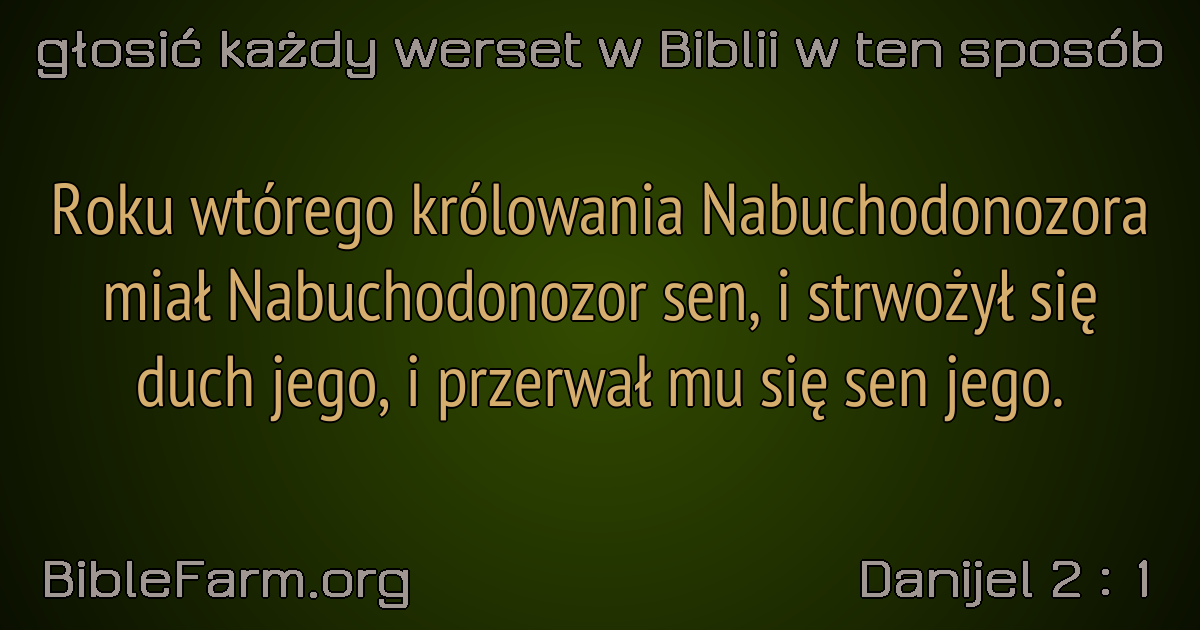 głosić każdy werset w Biblii w ten sposób
Roku wtórego królowania Nabuchodonozora
miał Nabuchodonozor sen, i strwożył się
duch jego, i przerwał mu się sen jego.
BibleFarm.org
Danijel 2 : 1